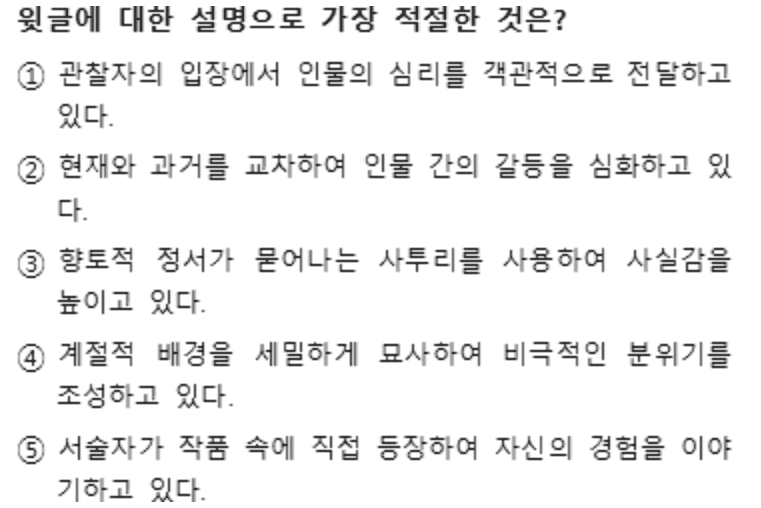 윗글에 대한 설명으로 가장 적절한 것은?
① 관찰자의 입장에서 인물의 심리를 객관적으로 전달하고
있다.
② 현재와 과거를 교차하여 인물 간의 갈등을 심화하고 있
다.
③ 향토적 정서가 묻어나는 사투리를 사용하여 사실감을
높이고 있다.
④ 계절적 배경을 세밀하게 묘사하여 비극적인 분위기를
조성하고 있다.
⑤ 서술자가 작품 속에 직접 등장하여 자신의 경험을 이야
기하고 있다.